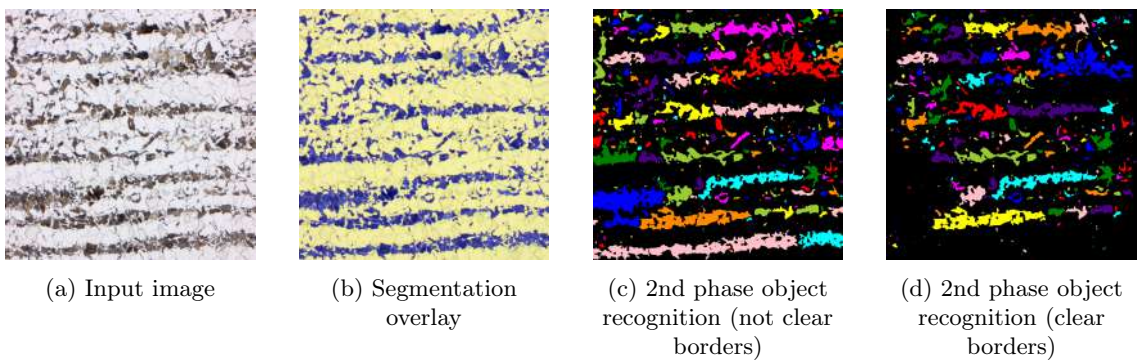 (a) Input image
(b) Segmentation
overlay
(c) 2nd phase object
recognition (not clear
borders)
(d) 2nd phase object
recognition (clear
borders)